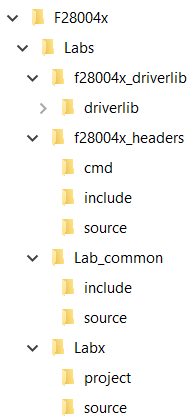 F28004x
Labs
f28004x_driverlib
driverlib
f28004x_headers
cmd
include
source
Lab_common
include
source
Labx
project
source